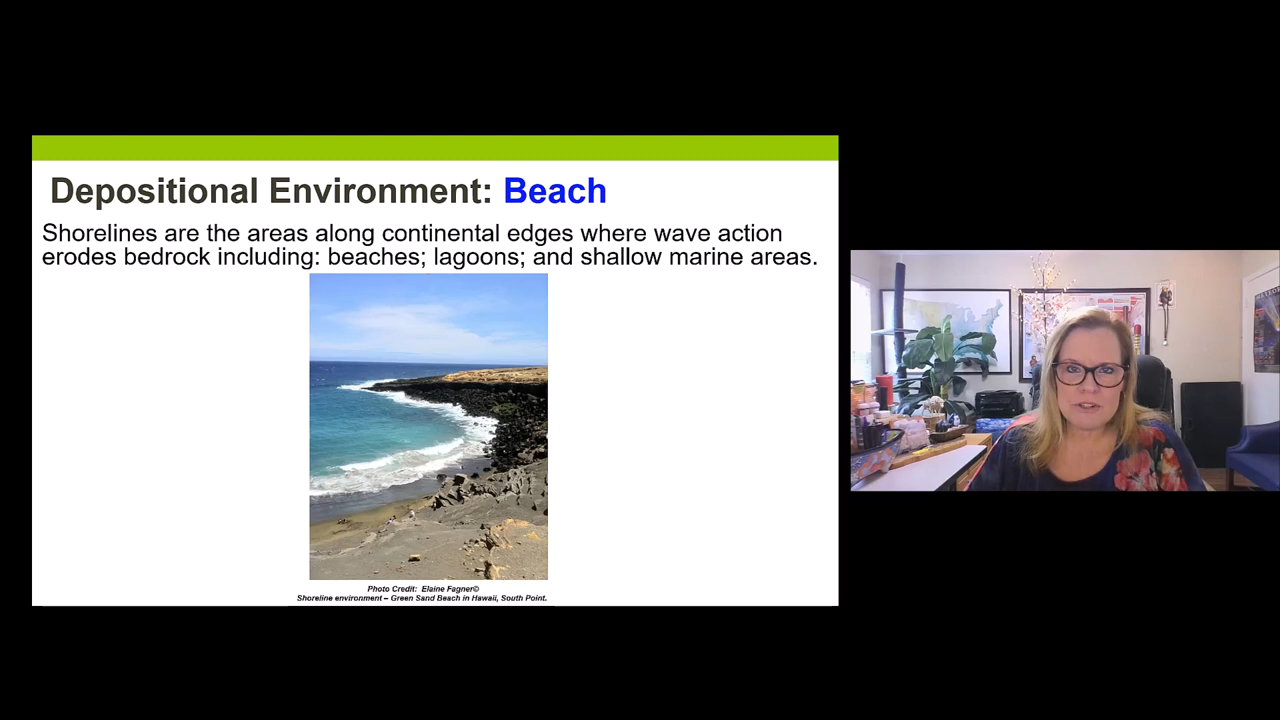 Depositional Environment: Beach
Shorelines are the areas along continental edges where wave action
erodes bedrock including: beaches; lagoons; and shallow marine areas.
Photo Credit: Elaine Fagner©
Shoreline environment – Green Sand Beach in Hawaii, South Point.